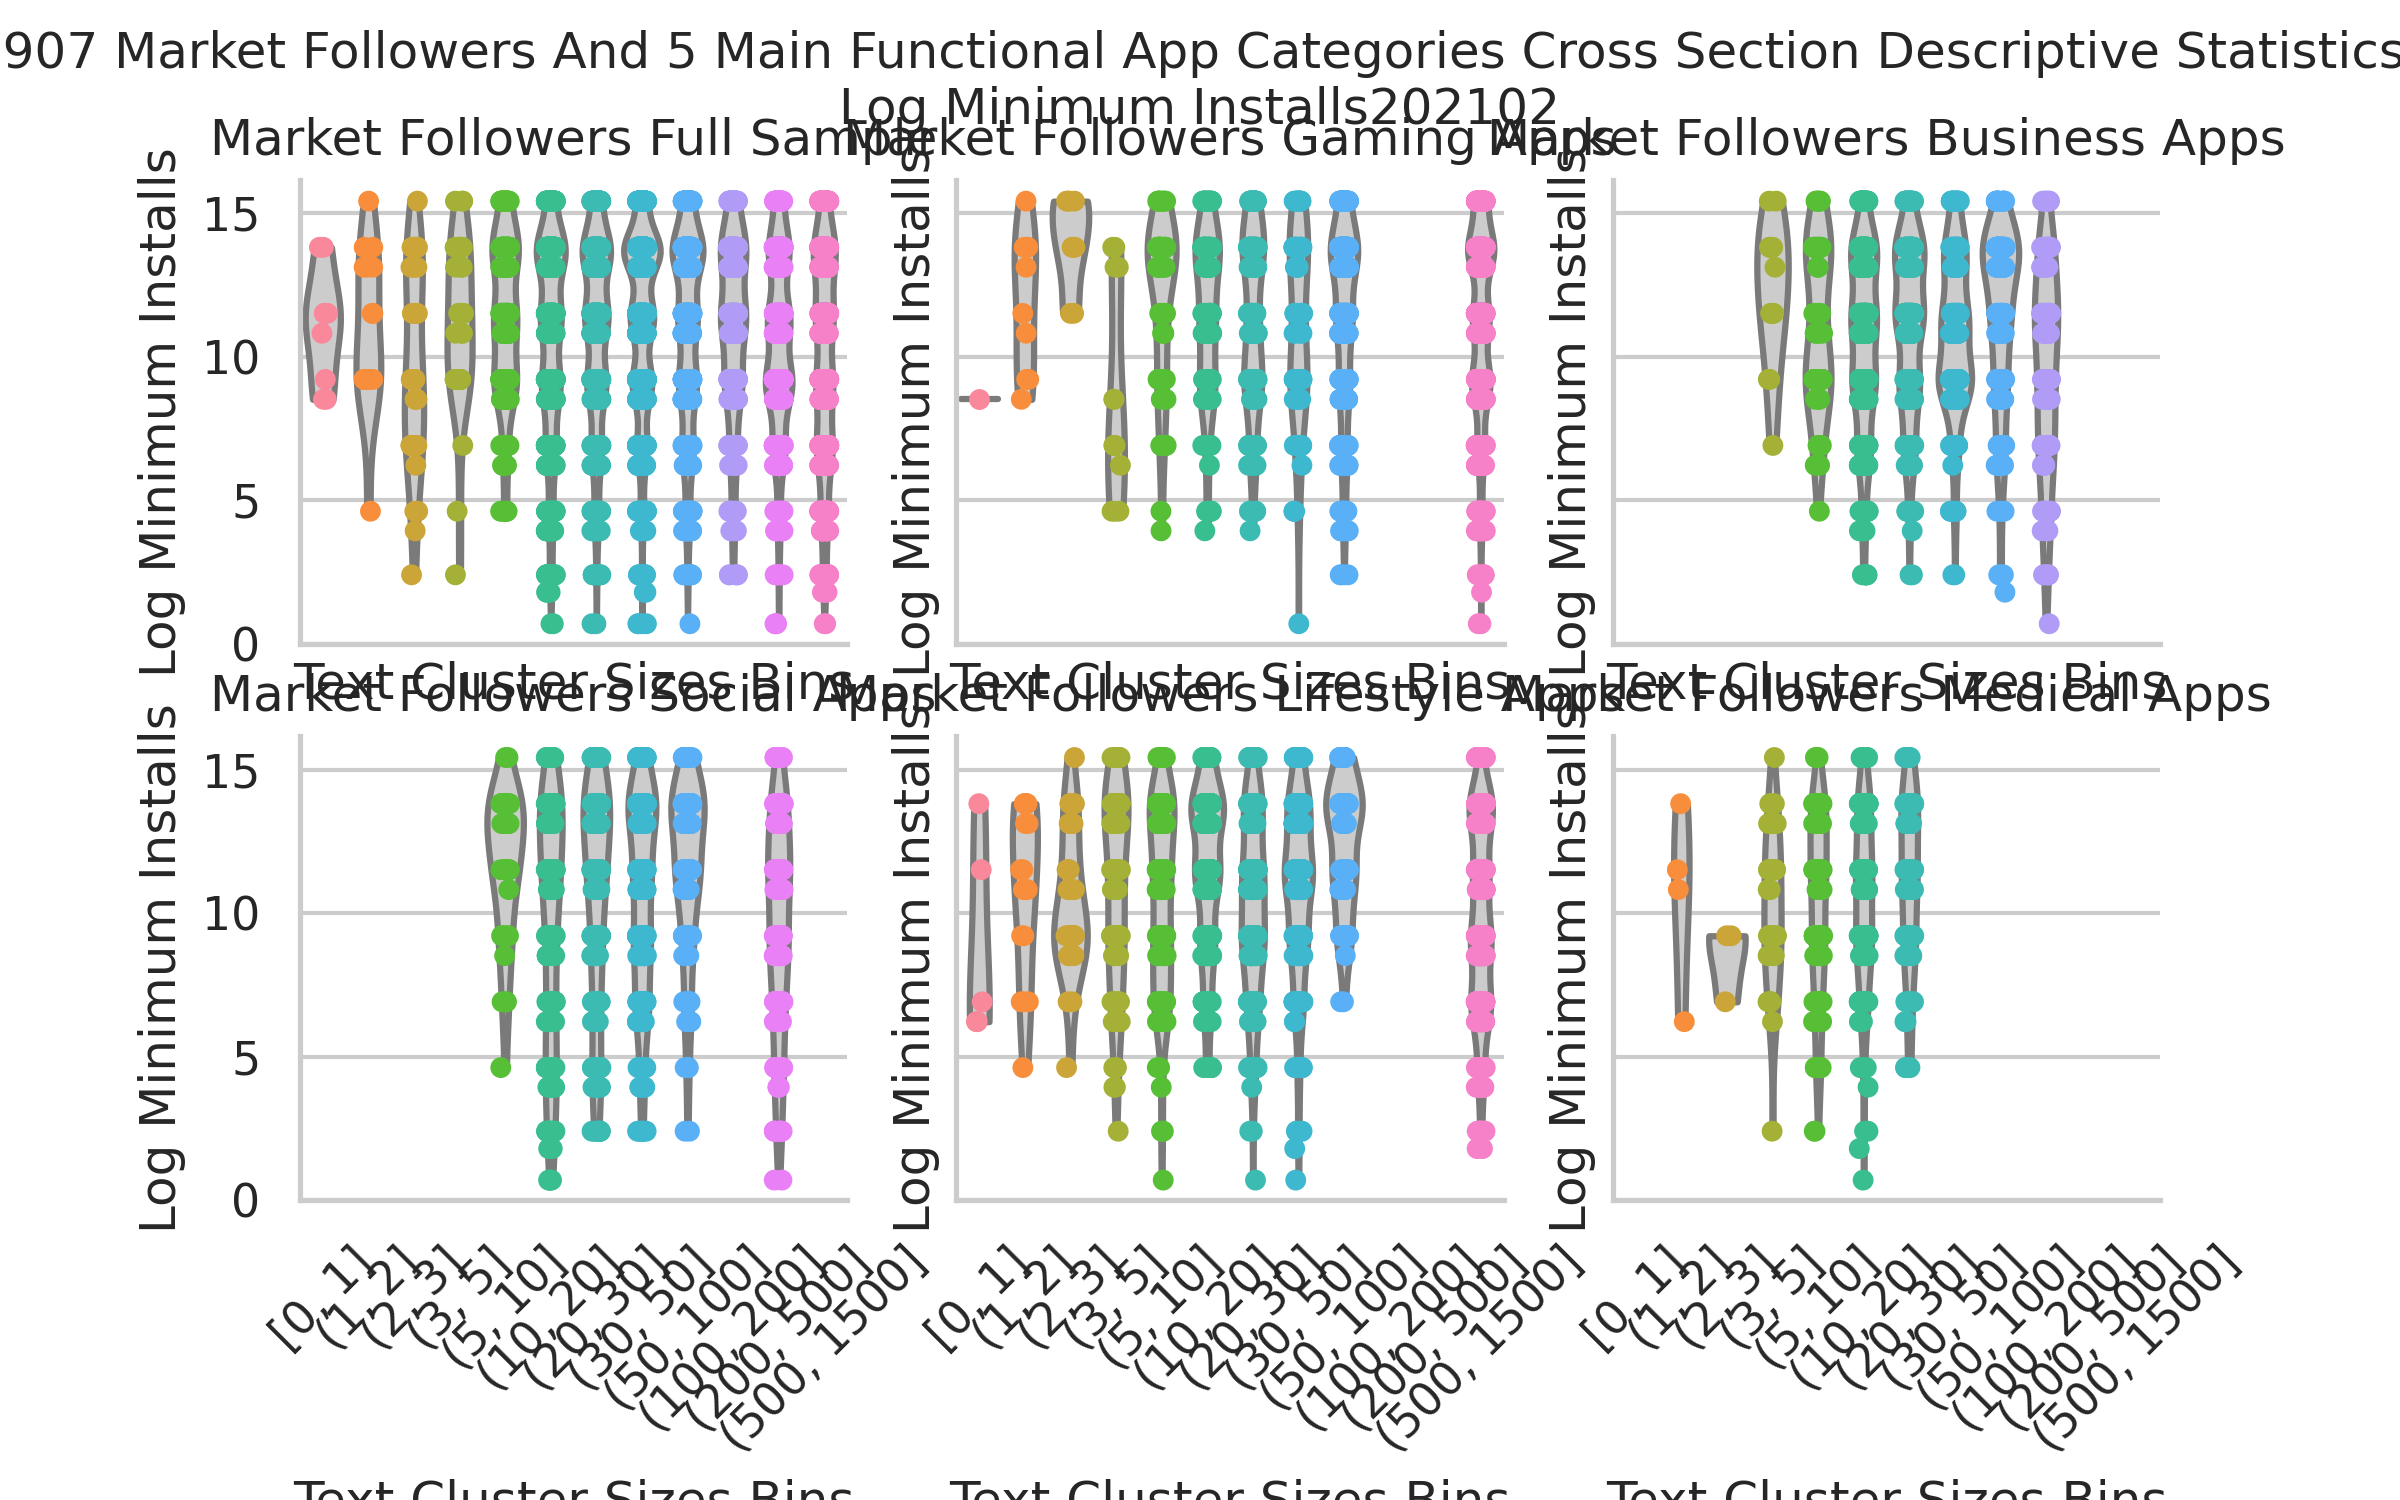 907 Market Followers And 5 Main Functional App Categories Cross Section Descriptive Statistics
Log Minimum Installs202102
Market Followers Full Sample
Market Followers Gaming Apps
Market Followers Business Apps
Log Minimum Installs
15
10
5
0
Log Minimum Installs
Log Minimum Installs
Text Cluster Sizes Bins
Text Cluster Sizes Bins
Text Cluster Sizes Bins
Market Followers Social Apps
Market Followers Lifestyle Apps
Market Followers Medical Apps
Log Minimum Installs
15
10
5
0
Log Minimum Installs
Log Minimum Installs
[0, 1]
(1, 2]
(2, 3]
(3, 5]
(5, 10]
(10, 20]
(20, 30]
(30, 50]
(50, 100]
(100, 200]
(200, 500]
(500, 1500]
[0, 1]
(1, 2]
(2, 3]
(3, 5]
(5, 10]
(10, 20]
(20, 30]
(30, 50]
(50, 100]
(100, 200]
(200, 500]
(500, 1500]
[0, 1]
(1, 2]
(2, 3]
(3, 5]
(5, 10]
(10, 20]
(20, 30]
(30, 50]
(50, 100]
(100, 200]
(200, 500]
(500, 1500]
Text Cluster Sizes Bins
Text Cluster Sizes Bins
Text Cluster Sizes Bins